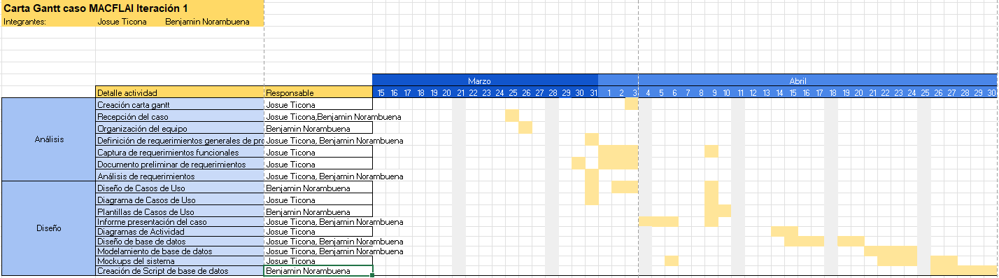 Carta Gantt caso MACFLAI Iteración 1
Integrantes: Josue Ticona Benjamin Norambuena
Marzo Abril
Detalle actividad Responsable 15 16 17 18 19 20 21 22 23 24 25 26 27 28 29 30 31 1 2 3 4 5 6 7 8 9 10 11 12 13 14 15 16 17 18 19 20 21 22 23 24 25 26 27 28 29 30
Análisis
Creación carta gantt Josue Ticona
Recepción del caso Josue Ticona,Benjamin Norambuena
Organización del equipo Benjamin Norambuena
Definición de requerimientos generales de pro Josue Ticona, Benjamin Norambuena
Captura de requerimientos funcionales Josue Ticona
Documento preliminar de requerimientos Josue Ticona
Análisis de requerimientos Josue Ticona, Benjamin Norambuena
Diseño
Diseño de Casos de Uso Benjamin Norambuena
Diagrama de Casos de Uso Josue Ticona
Plantillas de Casos de Uso Benjamin Norambuena
Informe presentación del caso Josue Ticona, Benjamin Norambuena
Diagramas de Actividad Josue Ticona
Diseño de base de datos Josue Ticona, Benjamin Norambuena
Modelamiento de base de datos Josue Ticona, Benjamin Norambuena
Mockups del sistema Josue Ticona
Creación de Script de base de datos Benjamin Norambuena